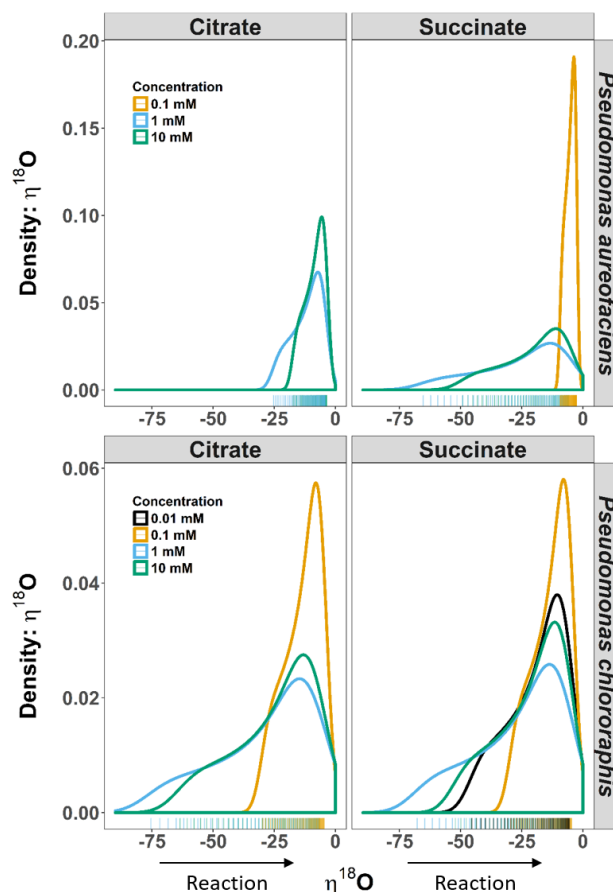 Citrate
Succinate
Density: η¹⁸O
0.20
0.15
0.10
0.05
0.00
Concentration
0.1 mM
1 mM
10 mM
Pseudomonas aureofaciens
-75 -50 -25 0
-75 -50 -25 0
Citrate
Succinate
Density: η¹⁸O
0.06
0.04
0.02
0.00
Concentration
0.01 mM
0.1 mM
1 mM
10 mM
Pseudomonas chlororaphis
-75 -50 -25 0
-75 -50 -25 0
Reaction
η¹⁸O
Reaction